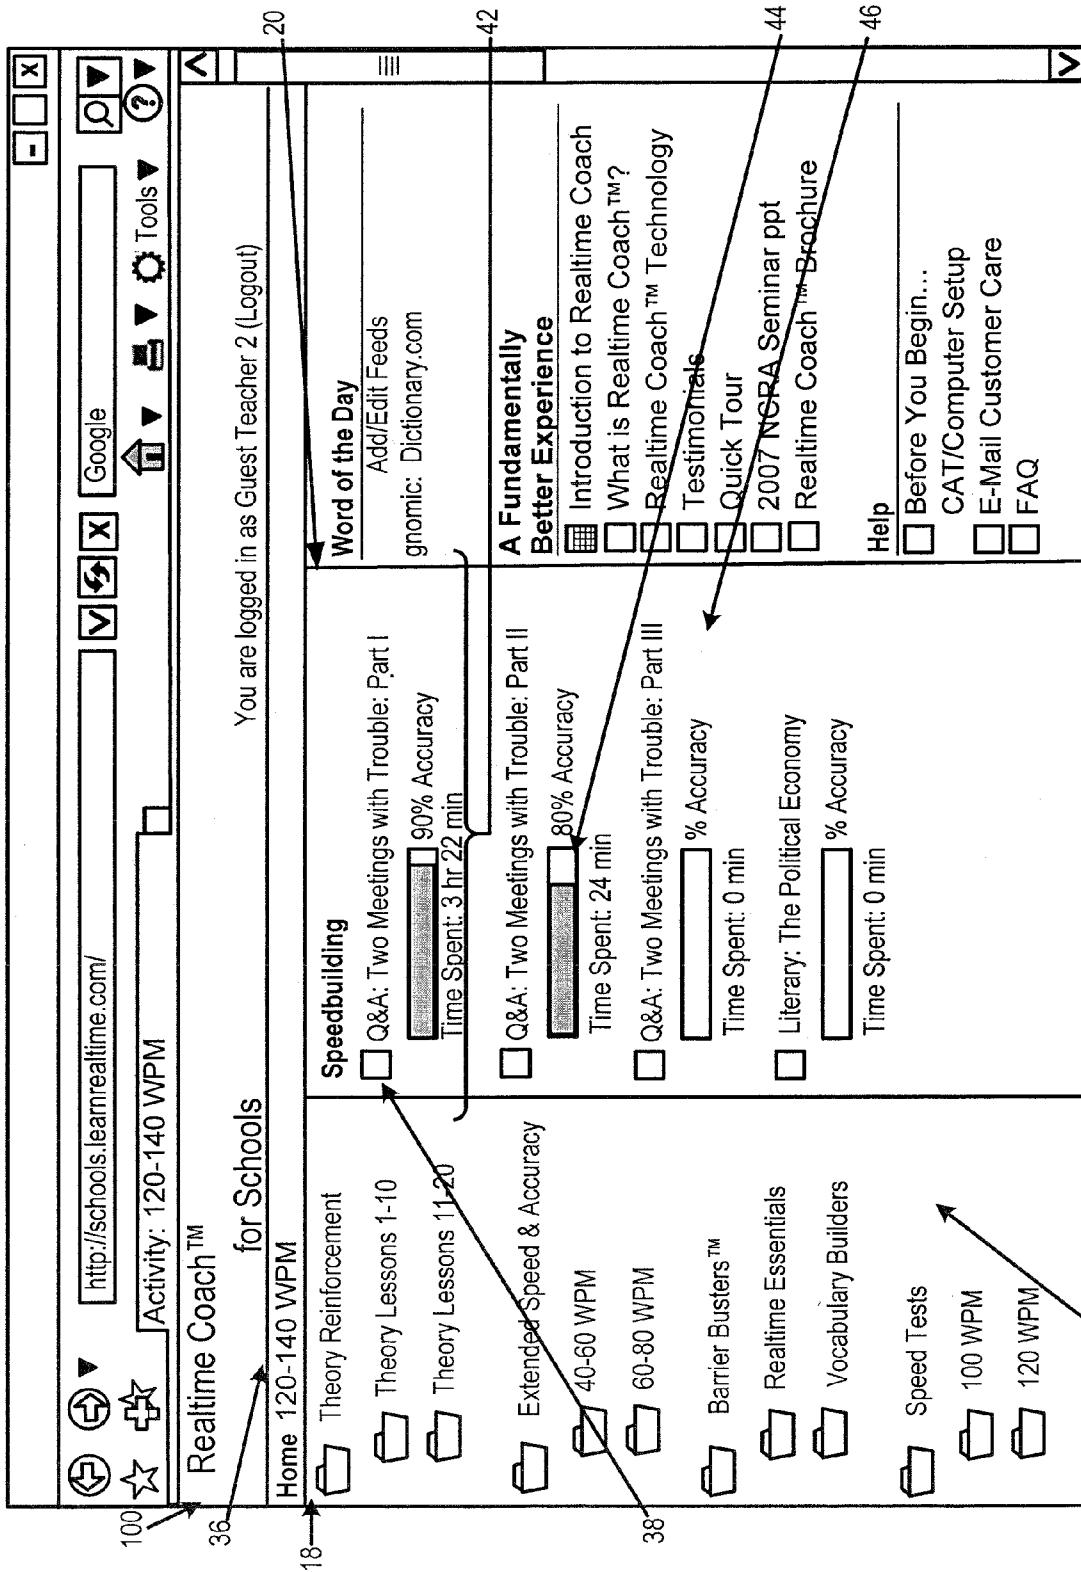 X
Google
http://schools.learnrealtime.com/
Tools
?
Activity: 120-140 WPM
Realtime Coach™
for Schools
You are logged in as Guest Teacher 2 (Logout)
Home 120-140 WPM
Theory Reinforcement
Theory Lessons 1-10
Theory Lessons 11-20
Extended Speed & Accuracy
40-60 WPM
60-80 WPM
Barrier Busters™
Realtime Essentials
Vocabulary Builders
Speed Tests
100 WPM
120 WPM
Speedbuilding
Q&A: Two Meetings with Trouble: Part I
90% Accuracy
Time Spent: 3 hr 22 min
Q&A: Two Meetings with Trouble: Part II
80% Accuracy
Time Spent: 24 min
Q&A: Two Meetings with Trouble: Part III
% Accuracy
Time Spent: 0 min
Literary: The Political Economy
% Accuracy
Time Spent: 0 min
Word of the Day
Add/Edit Feeds
gnomic: Dictionary.com
A Fundamentally
Better Experience
Introduction to Realtime Coach
What is Realtime Coach™?
Realtime Coach™ Technology
Testimonials
Quick Tour
2007 NCRA Seminar ppt
Realtime Coach™ Brochure
Help
Before You Begin...
CAT/Computer Setup
E-Mail Customer Care
FAQ
100
36
18
38
20
42
44
46